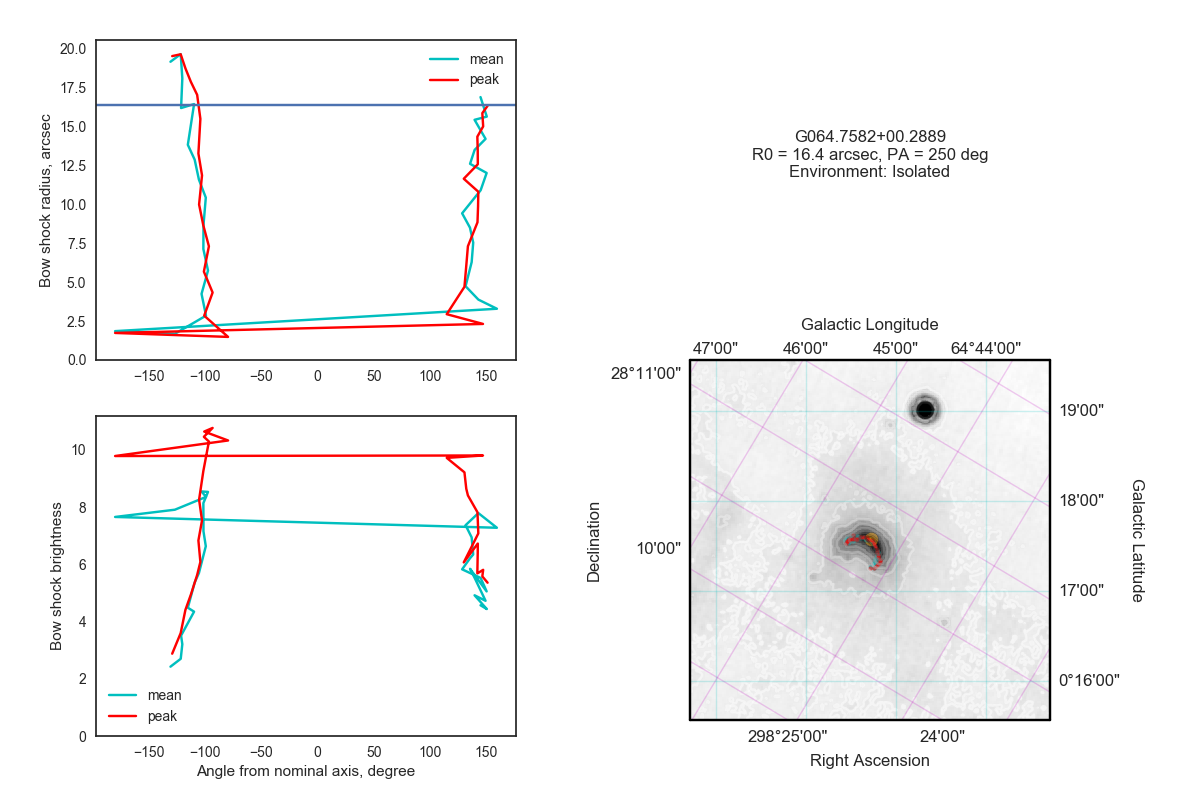 20.0
17.5
15.0
12.5
10.0
7.5
5.0
2.5
0.0
Bow shock radius, arcsec
mean
peak
−150
−100
−50
0
50
100
150
10
8
6
4
2
0
Bow shock brightness
mean
peak
−150
−100
−50
0
50
100
150
Angle from nominal axis, degree
G064.7582+00.2889
R0 = 16.4 arcsec, PA = 250 deg
Environment: Isolated
Galactic Longitude
47'00"
46'00"
45'00"
64°44'00"
28°11'00"
10'00"
Declination
19'00"
18'00"
17'00"
0°16'00"
Galactic Latitude
298°25'00"
24'00"
Right Ascension